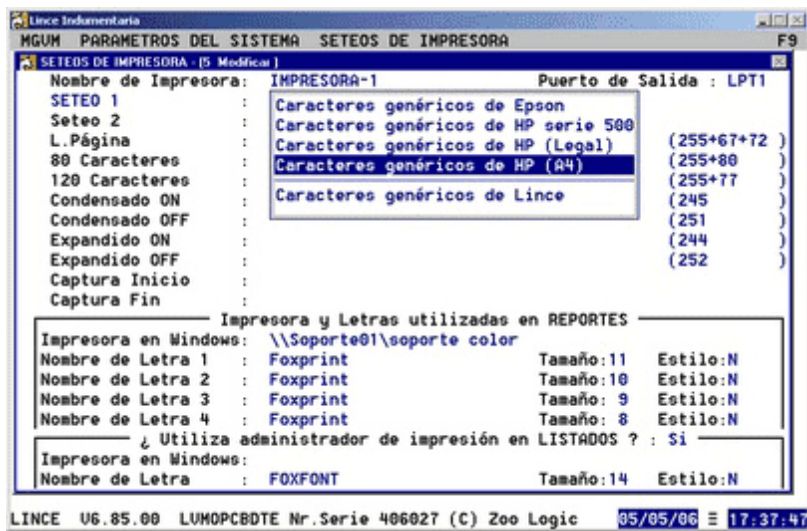 Lince Indumentaria
MGUM PARAMETROS DEL SISTEMA SETEOS DE IMPRESORA F9
SETEOS DE IMPRESORA - (5 Modificar)
Nombre de Impresora: IMPRESORA-1 Puerto de Salida : LPT1
SETEO 1 :
Caracteres genéricos de Epson
Seteo 2 :
Caracteres genéricos de HP serie 500
L.Página : (255+67+72 )
Caracteres genéricos de HP (Legal)
80 Caracteres : (255+80 )
Caracteres genéricos de HP (A4)
120 Caracteres : (255+77 )
Condensado ON : (245 )
Caracteres genéricos de Lince
Condensado OFF : (251 )
Expandido ON : (244 )
Expandido OFF : (252 )
Captura Inicio :
Captura Fin :
Impresora y Letras utilizadas en REPORTES
Impresora en Windows: \\Soporte01\soporte color
Nombre de Letra 1 : Foxprint Tamaño:11 Estilo:N
Nombre de Letra 2 : Foxprint Tamaño:10 Estilo:N
Nombre de Letra 3 : Foxprint Tamaño: 9 Estilo:N
Nombre de Letra 4 : Foxprint Tamaño: 8 Estilo:N
¿ Utiliza administrador de impresión en LISTADOS ? : Si
Impresora en Windows:
Nombre de Letra : FOXFONT Tamaño:14 Estilo:N
LINCE V6.85.00 LVMOPCBDTE Nr.Serie 406027 (C) Zoo Logic 05/05/06 17:37:47